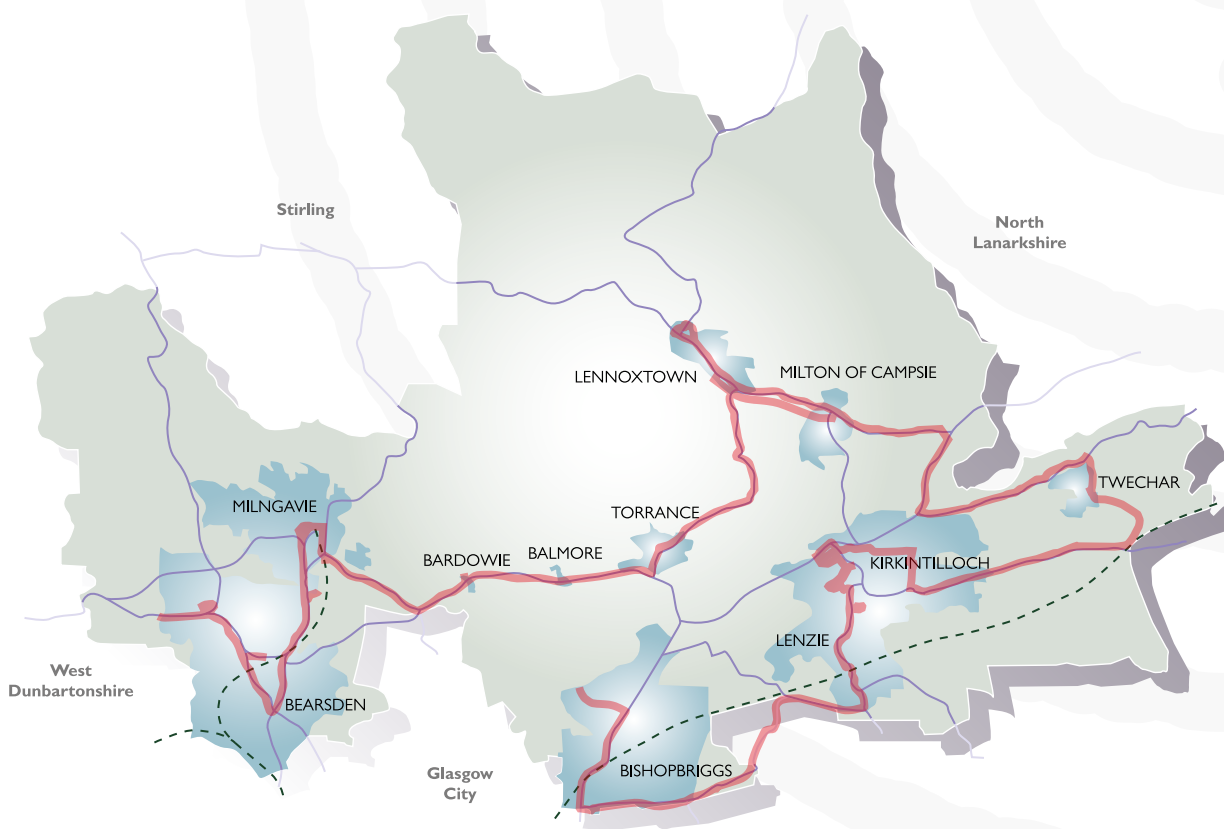 Stirling
North
Lanarkshire
LENNOXTOWN
MILTON OF CAMPSIE
TWECHAR
MILNGAVIE
TORRANCE
BARDOWIE
BALMORE
KIRKINTILLOCH
LENZIE
West
Dunbartonshire
BEARSDEN
Glasgow
City
BISHOPBRIGGS